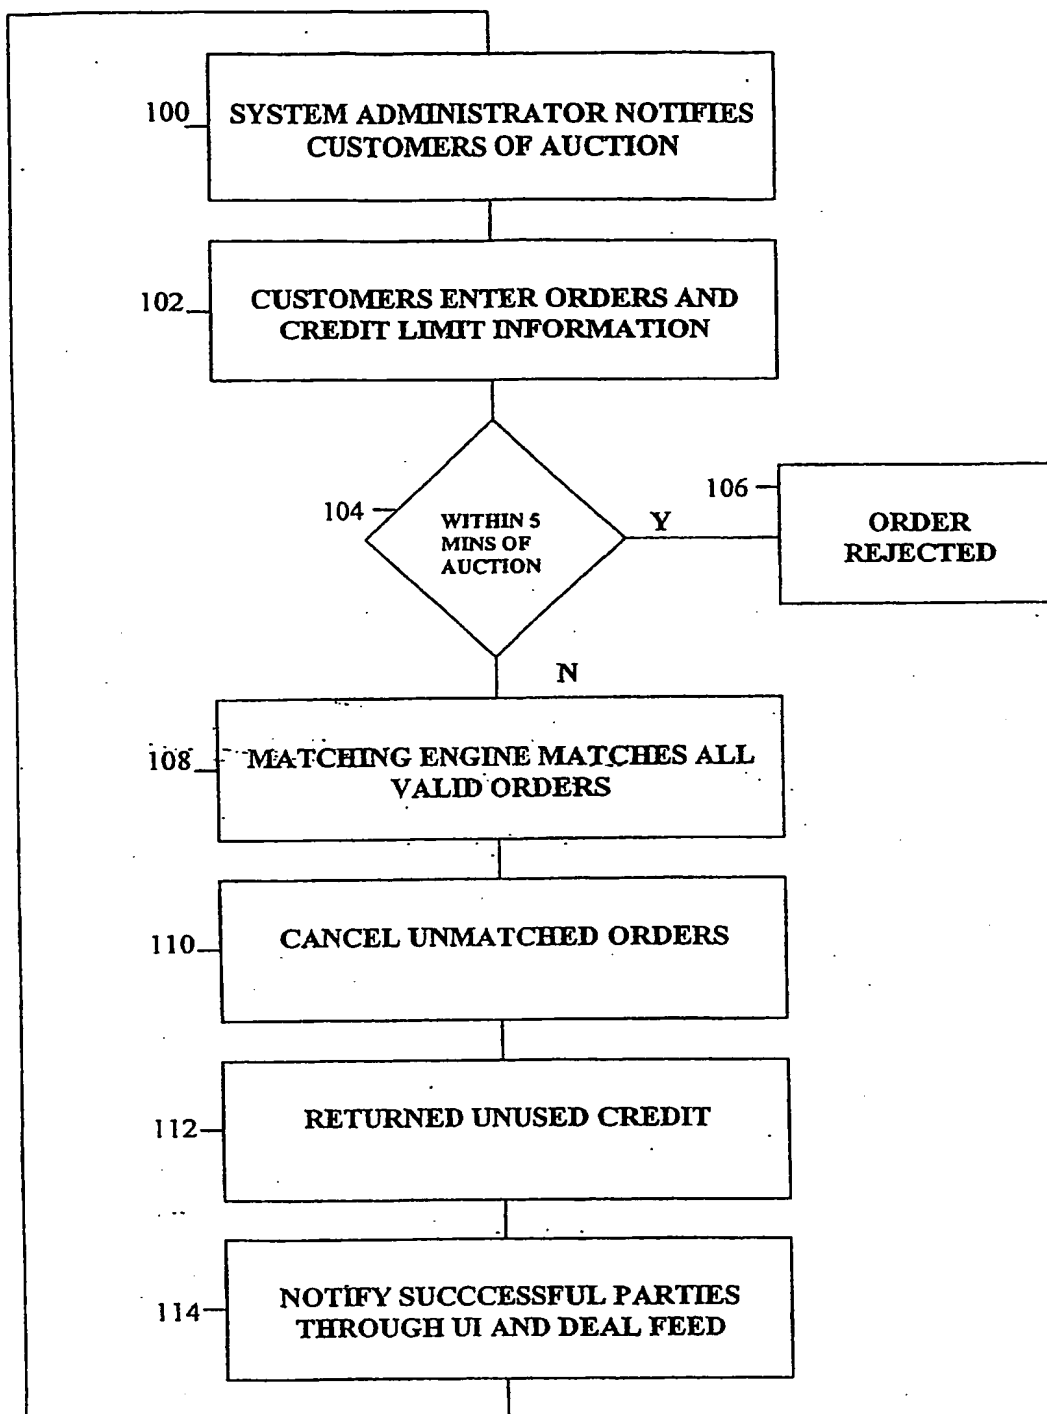 100
SYSTEM ADMINISTRATOR NOTIFIES
CUSTOMERS OF AUCTION
102
CUSTOMERS ENTER ORDERS AND
CREDIT LIMIT INFORMATION
104
WITHIN 5
MINS OF
AUCTION
Y
106
ORDER
REJECTED
N
108
MATCHING ENGINE MATCHES ALL
VALID ORDERS
110
CANCEL UNMATCHED ORDERS
112
RETURNED UNUSED CREDIT
114
NOTIFY SUCCCESSFUL PARTIES
THROUGH UI AND DEAL FEED